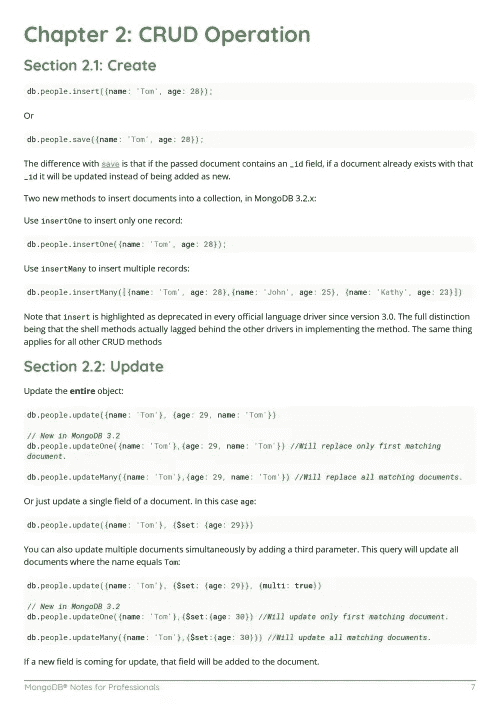 Chapter 2: CRUD Operation
Section 2.1: Create
db.people.insert({name: 'Tom', age: 28});
Or
db.people.save({name: 'Tom', age: 28});
The difference with save is that if the passed document contains an _id field, if a document already exists with that
_id it will be updated instead of being added as new.
Two new methods to insert documents into a collection, in MongoDB 3.2.x:
Use insertOne to insert only one record:
db.people.insertOne({name: 'Tom', age: 28});
Use insertMany to insert multiple records:
db.people.insertMany([{name: 'Tom', age: 28},{name: 'John', age: 25}, {name: 'Kathy', age: 23}])
Note that insert is highlighted as deprecated in every official language driver since version 3.0. The full distinction
being that the shell methods actually lagged behind the other drivers in implementing the method. The same thing
applies for all other CRUD methods
Section 2.2: Update
Update the entire object:
db.people.update({name: 'Tom'}, {age: 29, name: 'Tom'})
// New in MongoDB 3.2
db.people.updateOne({name: 'Tom'},{age: 29, name: 'Tom'}) //Will replace only first matching
document.
db.people.updateMany({name: 'Tom'},{age: 29, name: 'Tom'}) //Will replace all matching documents.
Or just update a single field of a document. In this case age:
db.people.update({name: 'Tom'}, {$set: {age: 29}})
You can also update multiple documents simultaneously by adding a third parameter. This query will update all
documents where the name equals Tom:
db.people.update({name: 'Tom'}, {$set: {age: 29}}, {multi: true})
// New in MongoDB 3.2
db.people.updateOne({name: 'Tom'},{$set:{age: 30}) //Will update only first matching document.
db.people.updateMany({name: 'Tom'},{$set:{age: 30}}) //Will update all matching documents.
If a new field is coming for update, that field will be added to the document.
MongoDB® Notes for Professionals
7